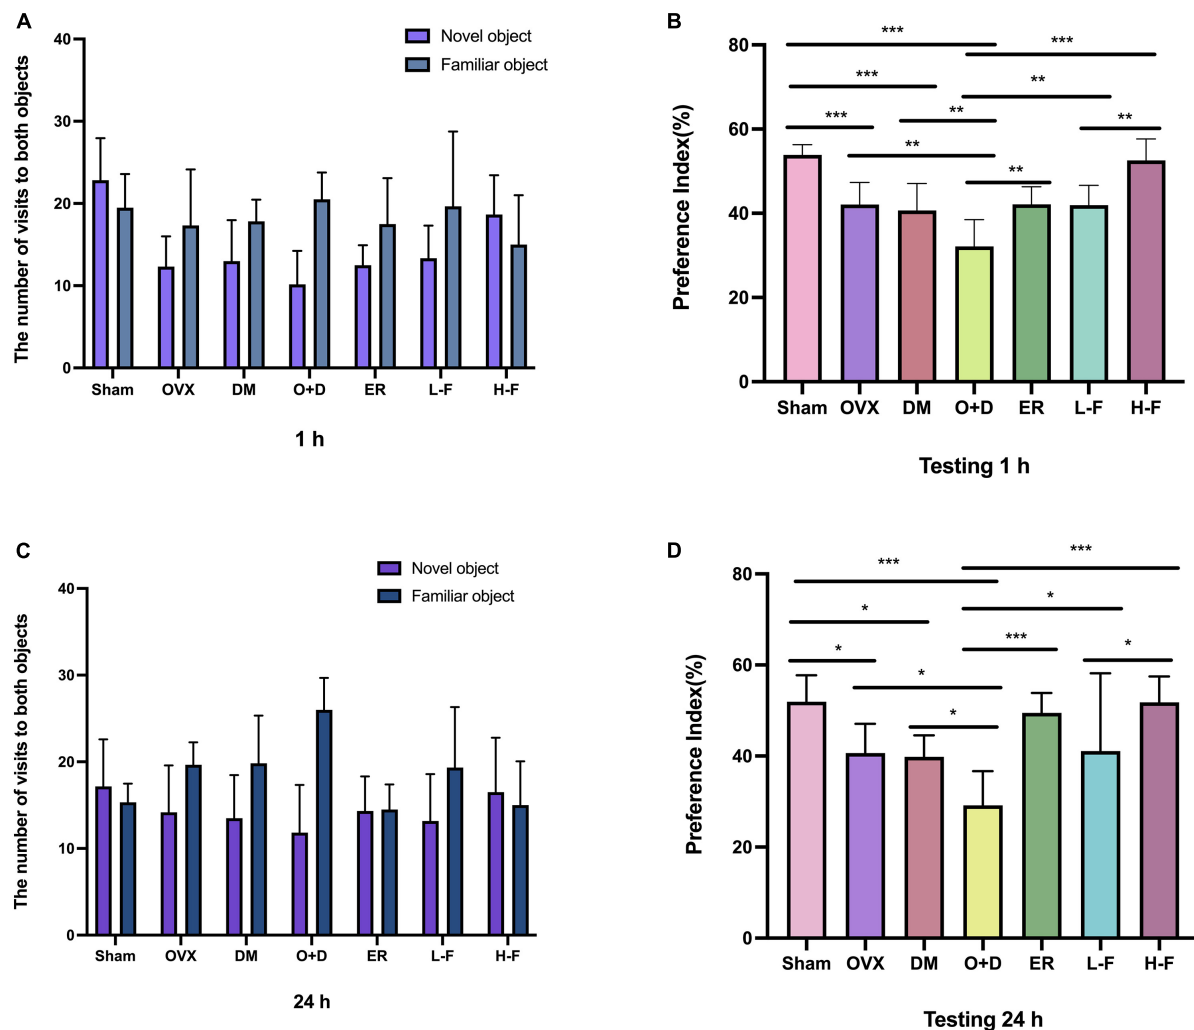 A
The number of visits to both objects
40
30
20
10
0
Novel object
Familiar object
Sham OVX DM O+D ER L-F H-F
1 h
B
Preference Index(%)
80
60
40
20
0
***
***
***
**
***
**
**
**
**
Sham OVX DM O+D ER L-F H-F
Testing 1 h
C
The number of visits to both objects
40
30
20
10
0
Novel object
Familiar object
Sham OVX DM O+D ER L-F H-F
24 h
D
Preference Index(%)
80
60
40
20
0
***
***
*
*
***
*
*
*
*
Sham OVX DM O+D ER L-F H-F
Testing 24 h